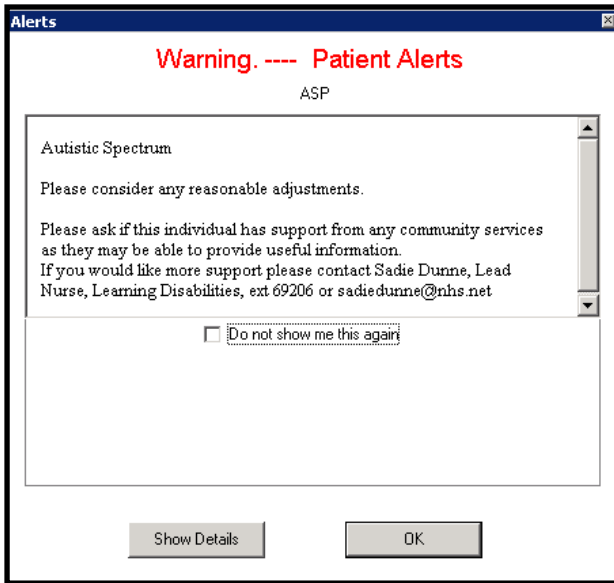 Alerts
Warning. ---- Patient Alerts
ASP
Autistic Spectrum
Please consider any reasonable adjustments.
Please ask if this individual has support from any community services
as they may be able to provide useful information.
If you would like more support please contact Sadie Dunne, Lead
Nurse, Learning Disabilities, ext 69206 or sadiedunne@nhs.net
Do not show me this again
Show Details
OK